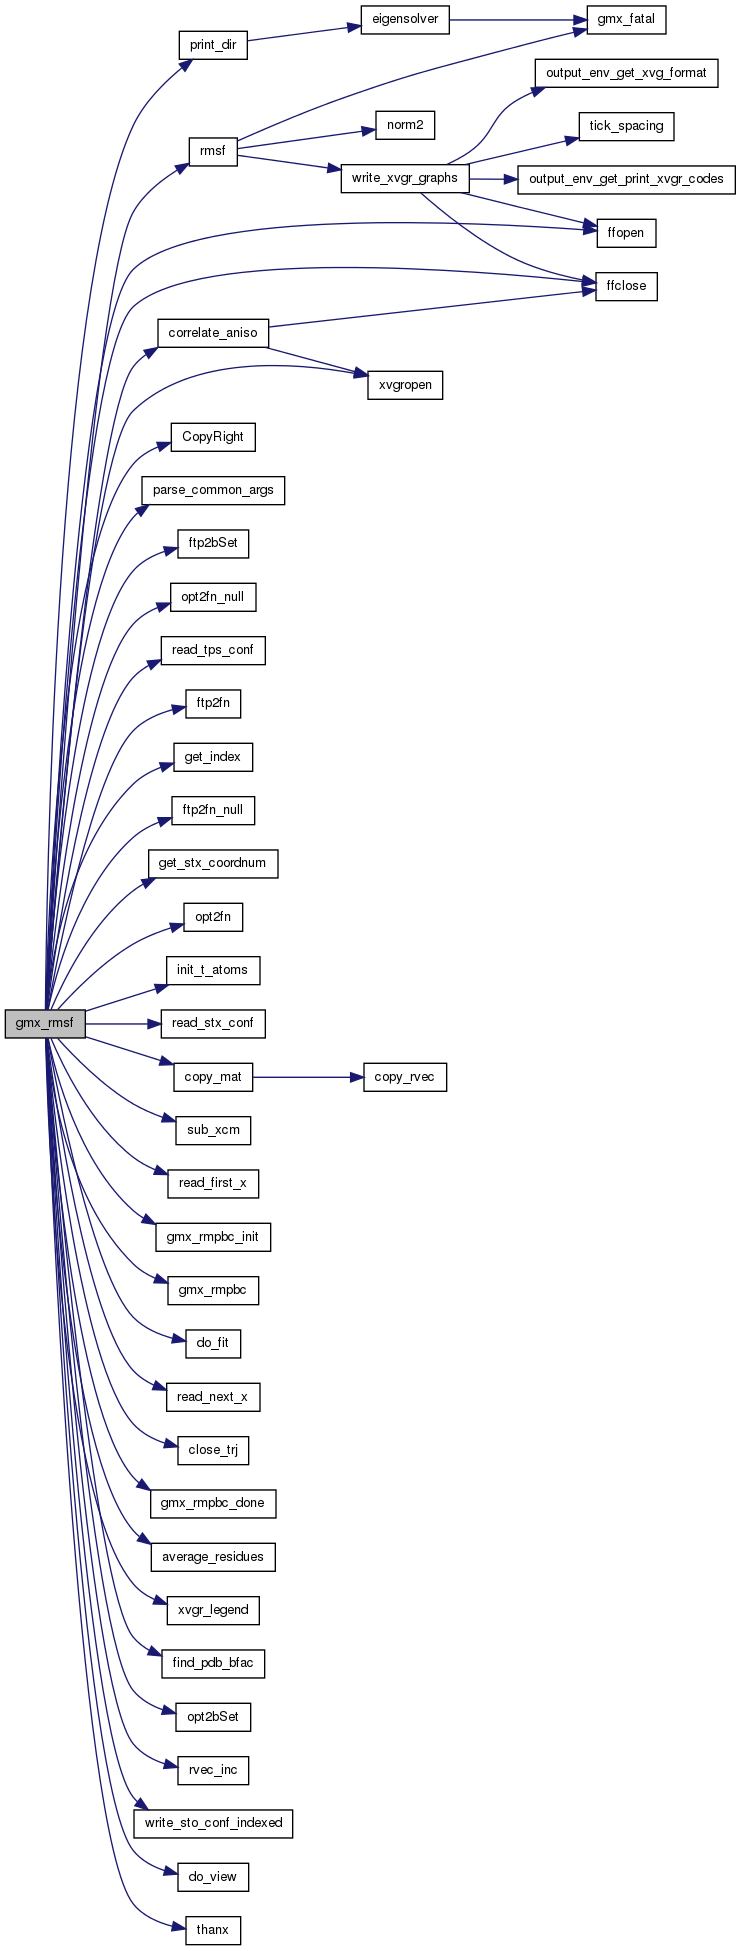 eigensolver
gmx_fatal
print_dir
output_env_get_xvg_format
norm2
tick_spacing
rmsf
write_xvgr_graphs
output_env_get_print_xvgr_codes
ffopen
ffclose
correlate_aniso
xvgropen
CopyRight
parse_common_args
ftp2bSet
opt2fn_null
read_tps_conf
ftp2fn
get_index
ftp2fn_null
get_stx_coordnum
opt2fn
init_t_atoms
gmx_rmsf
read_stx_conf
copy_mat
copy_rvec
sub_xcm
read_first_x
gmx_rmpbc_init
gmx_rmpbc
do_fit
read_next_x
close_trj
gmx_rmpbc_done
average_residues
xvgr_legend
find_pdb_bfac
opt2bSet
rvec_inc
write_sto_conf_indexed
do_view
thanx